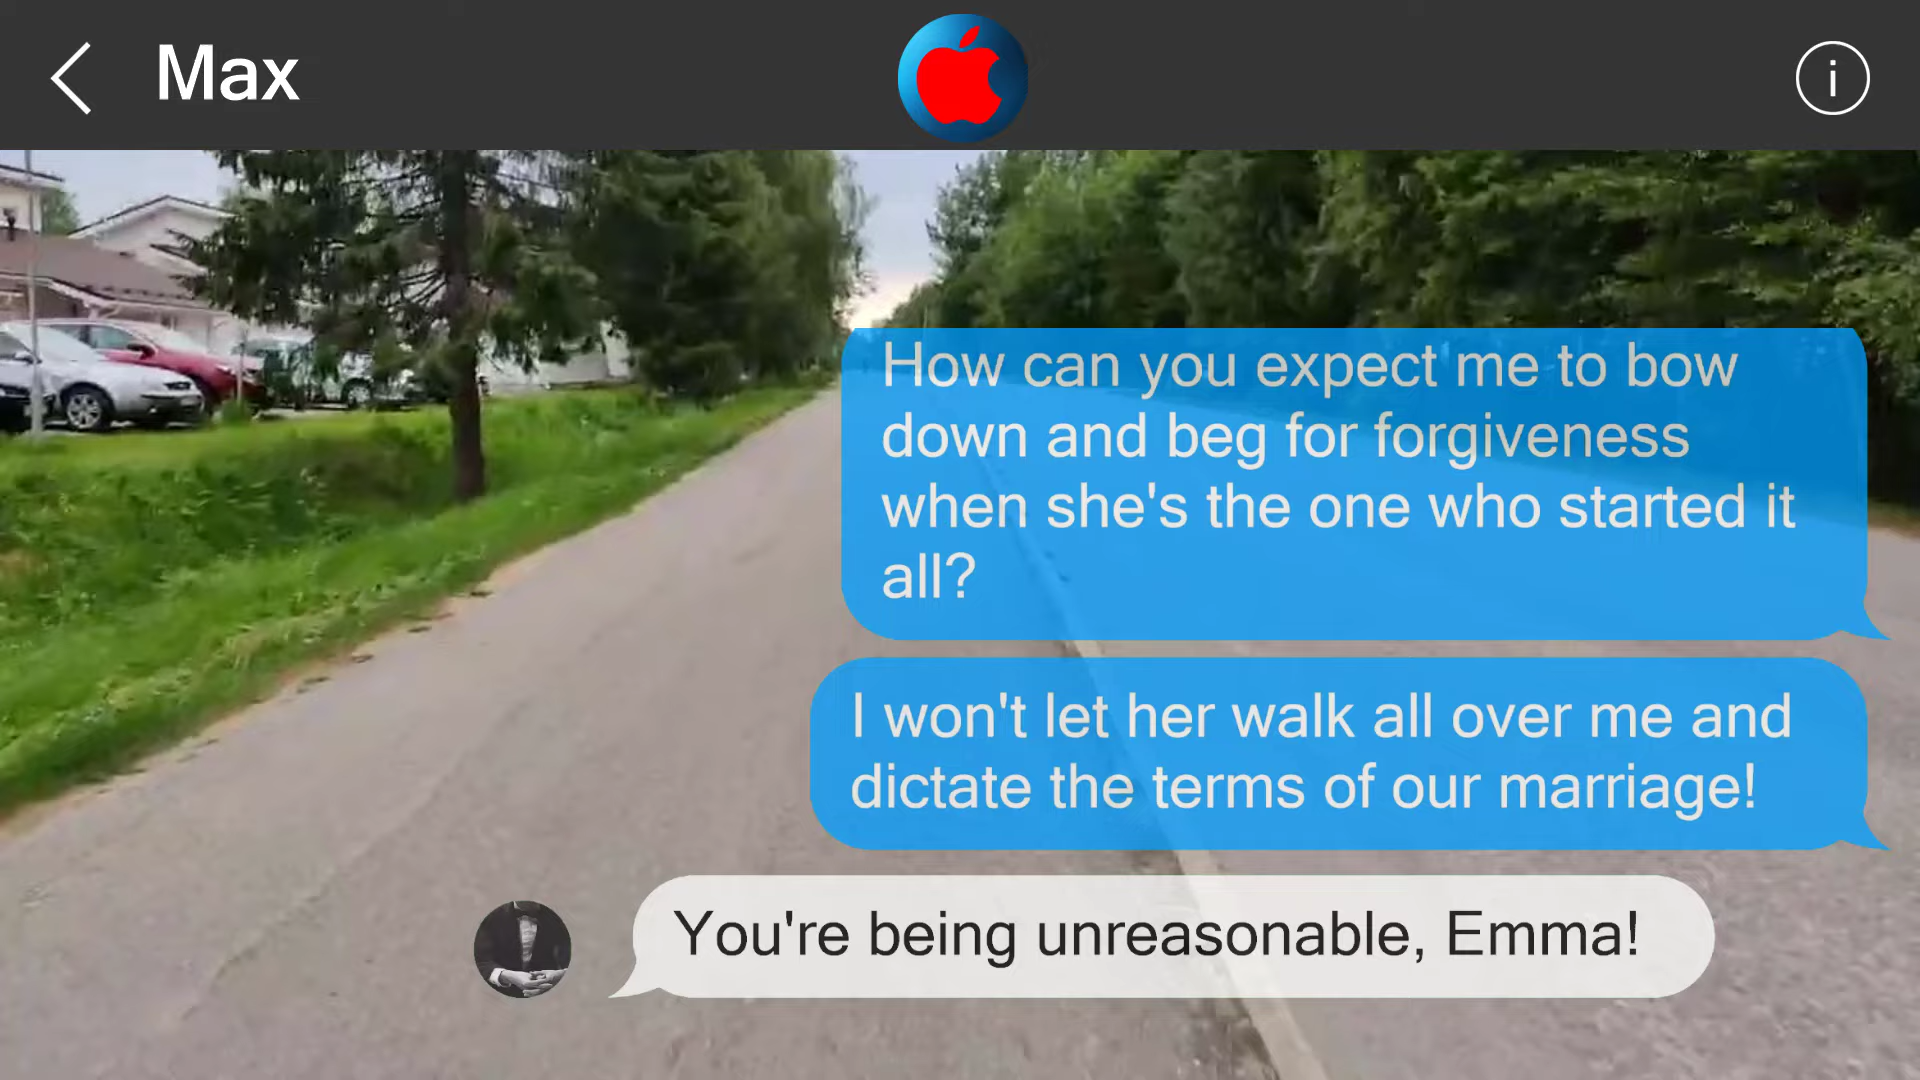 Max
i
How can you expect me to bow
down and beg for forgiveness
when she's the one who started it
all?
I won't let her walk all over me and
dictate the terms of our marriage!
You're being unreasonable, Emma!